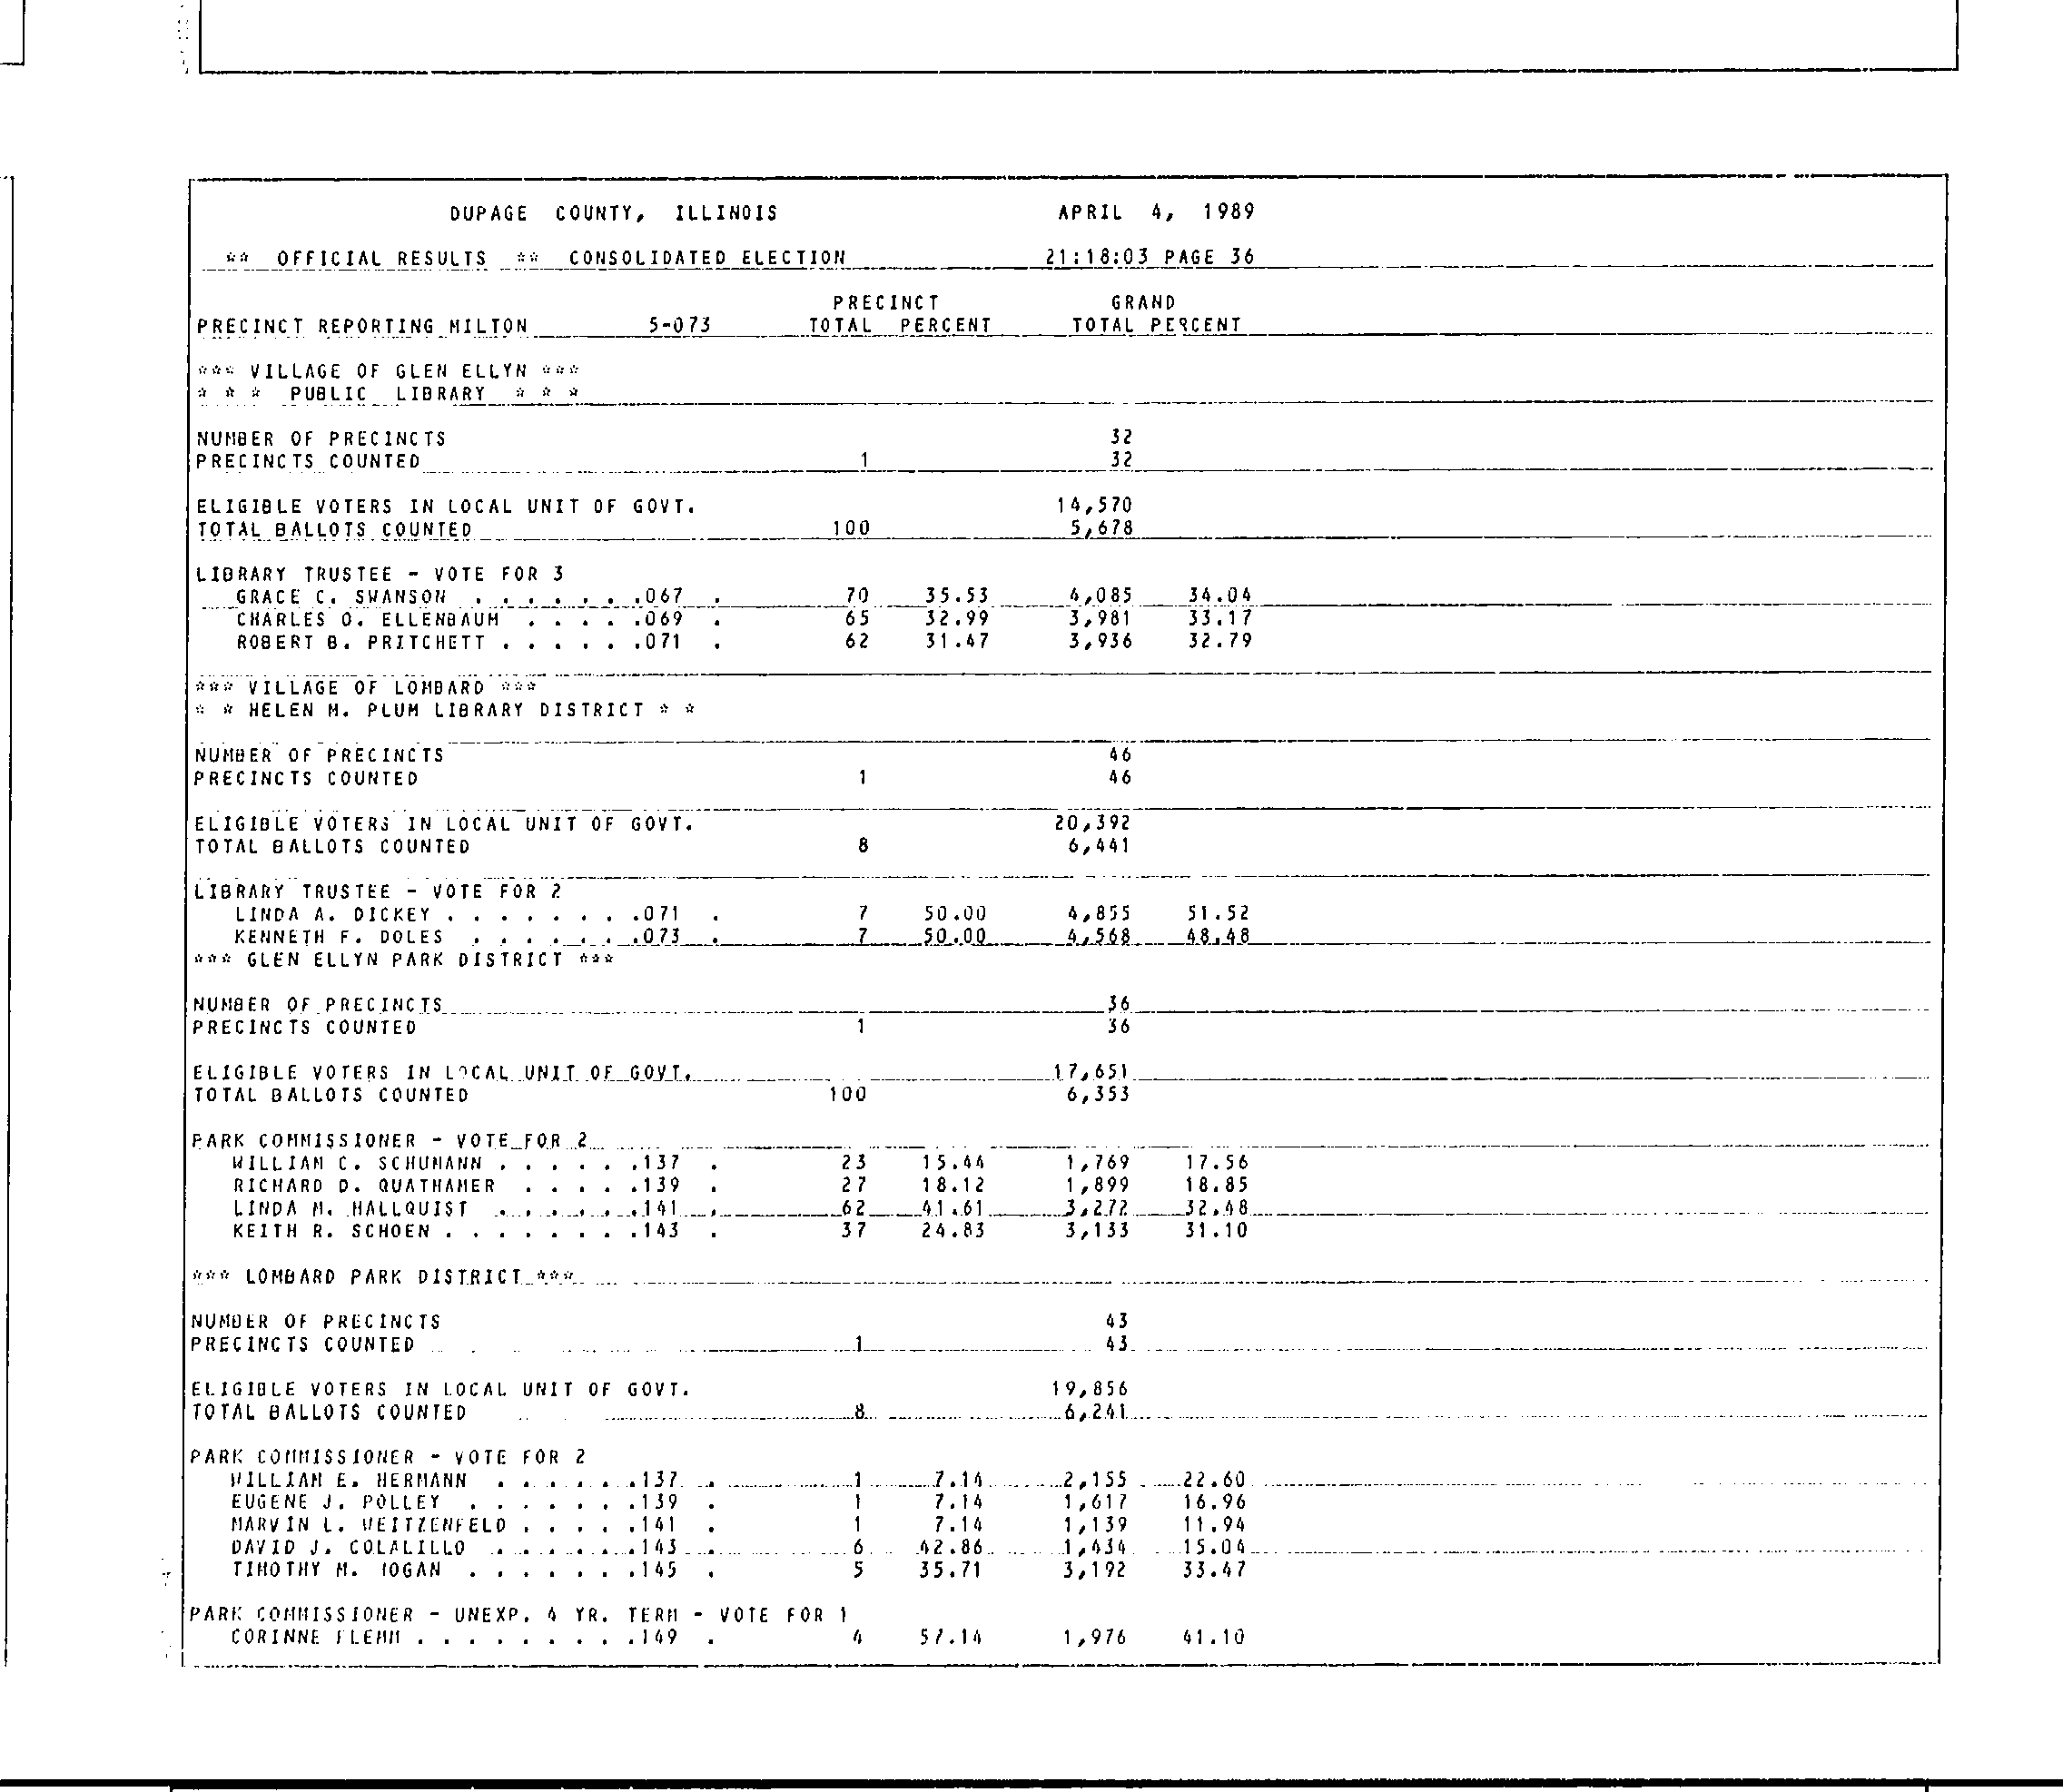 DUPAGE COUNTY, ILLINOIS APRIL 4, 1989
** OFFICIAL RESULTS ** CONSOLIDATED ELECTION 21:18:03 PAGE 36
PRECINCT GRAND
PRECINCT REPORTING MILTON 5-073 TOTAL PERCENT TOTAL PERCENT
*** VILLAGE OF GLEN ELLYN ***
* * * PUBLIC LIBRARY * * *
NUMBER OF PRECINCTS 32
PRECINCTS COUNTED 1 32
ELIGIBLE VOTERS IN LOCAL UNIT OF GOVT. 14,570
TOTAL BALLOTS COUNTED 100 5,678
LIBRARY TRUSTEE - VOTE FOR 3
GRACE C. SWANSON . . . . . . .067 . 70 35.53 4,085 34.04
CHARLES O. ELLENBAUM . . . . .069 . 65 32.99 3,981 33.17
ROBERT B. PRITCHETT . . . . . .071 . 62 31.47 3,936 32.79
*** VILLAGE OF LOMBARD ***
* * HELEN M. PLUM LIBRARY DISTRICT * *
NUMBER OF PRECINCTS 46
PRECINCTS COUNTED 1 46
ELIGIBLE VOTERS IN LOCAL UNIT OF GOVT. 20,392
TOTAL BALLOTS COUNTED 8 6,441
LIBRARY TRUSTEE - VOTE FOR 2
LINDA A. DICKEY . . . . . . . .071 . 7 50.00 4,855 51.52
KENNETH F. DOLES . . . . . . .073 . 7 50.00 4,568 48.48
*** GLEN ELLYN PARK DISTRICT ***
NUMBER OF PRECINCTS 36
PRECINCTS COUNTED 1 36
ELIGIBLE VOTERS IN LOCAL UNIT OF GOVT. 17,651
TOTAL BALLOTS COUNTED 100 6,353
PARK COMMISSIONER - VOTE FOR 2
WILLIAM C. SCHUMANN . . . . . .137 . 23 15.44 1,769 17.56
RICHARD D. QUATHAMER . . . . .139 . 27 18.12 1,899 18.85
LINDA M. HALLQUIST . . . . . .141 . 62 41.61 3,272 32.48
KEITH R. SCHOEN . . . . . . . .143 . 37 24.83 3,133 31.10
*** LOMBARD PARK DISTRICT ***
NUMBER OF PRECINCTS 43
PRECINCTS COUNTED 1 43
ELIGIBLE VOTERS IN LOCAL UNIT OF GOVT. 19,856
TOTAL BALLOTS COUNTED 8 6,241
PARK COMMISSIONER - VOTE FOR 2
WILLIAM E. HERMANN . . . . . .137 . 1 7.14 2,155 22.60
EUGENE J. POLLEY . . . . . . .139 . 1 7.14 1,617 16.96
MARVIN L. WEITZENFELD . . . . .141 . 1 7.14 1,139 11.94
DAVID J. COLALILLO . . . . . .143 . 6 42.86 1,434 15.04
TIMOTHY M. HOGAN . . . . . . .145 . 5 35.71 3,192 33.47
PARK COMMISSIONER - UNEXP. 4 YR. TERM - VOTE FOR 1
CORINNE FLEMM . . . . . . . . .149 . 4 57.14 1,976 41.10